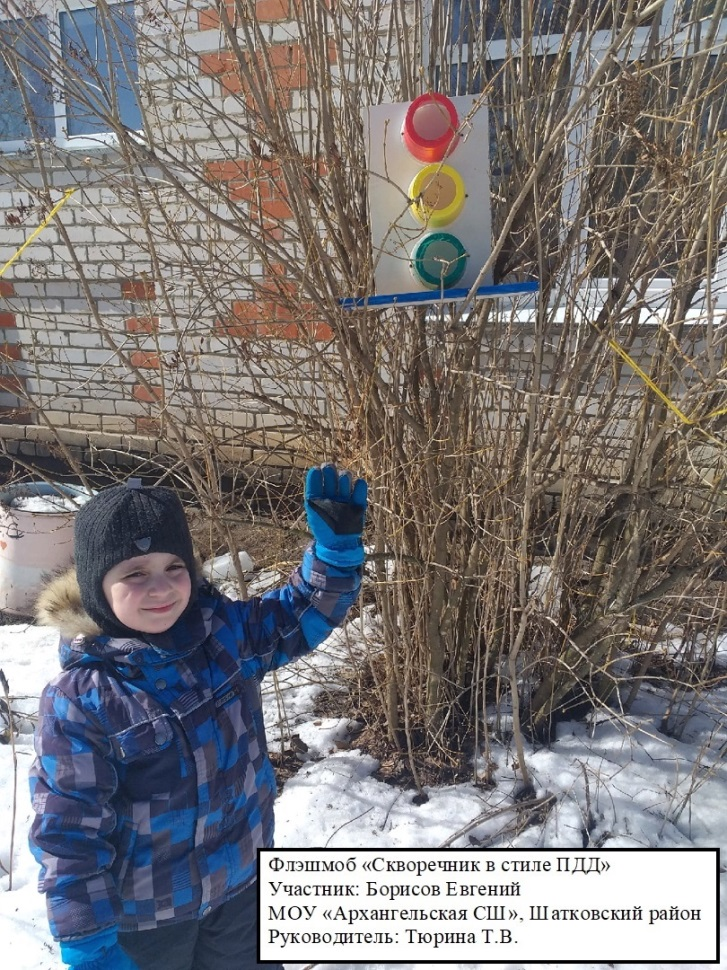 Флэшмоб «Скворечник в стиле ПДД»
Участник: Борисов Евгений
МОУ «Архангельская СШ», Шатковский район
Руководитель: Тюрина Т.В.